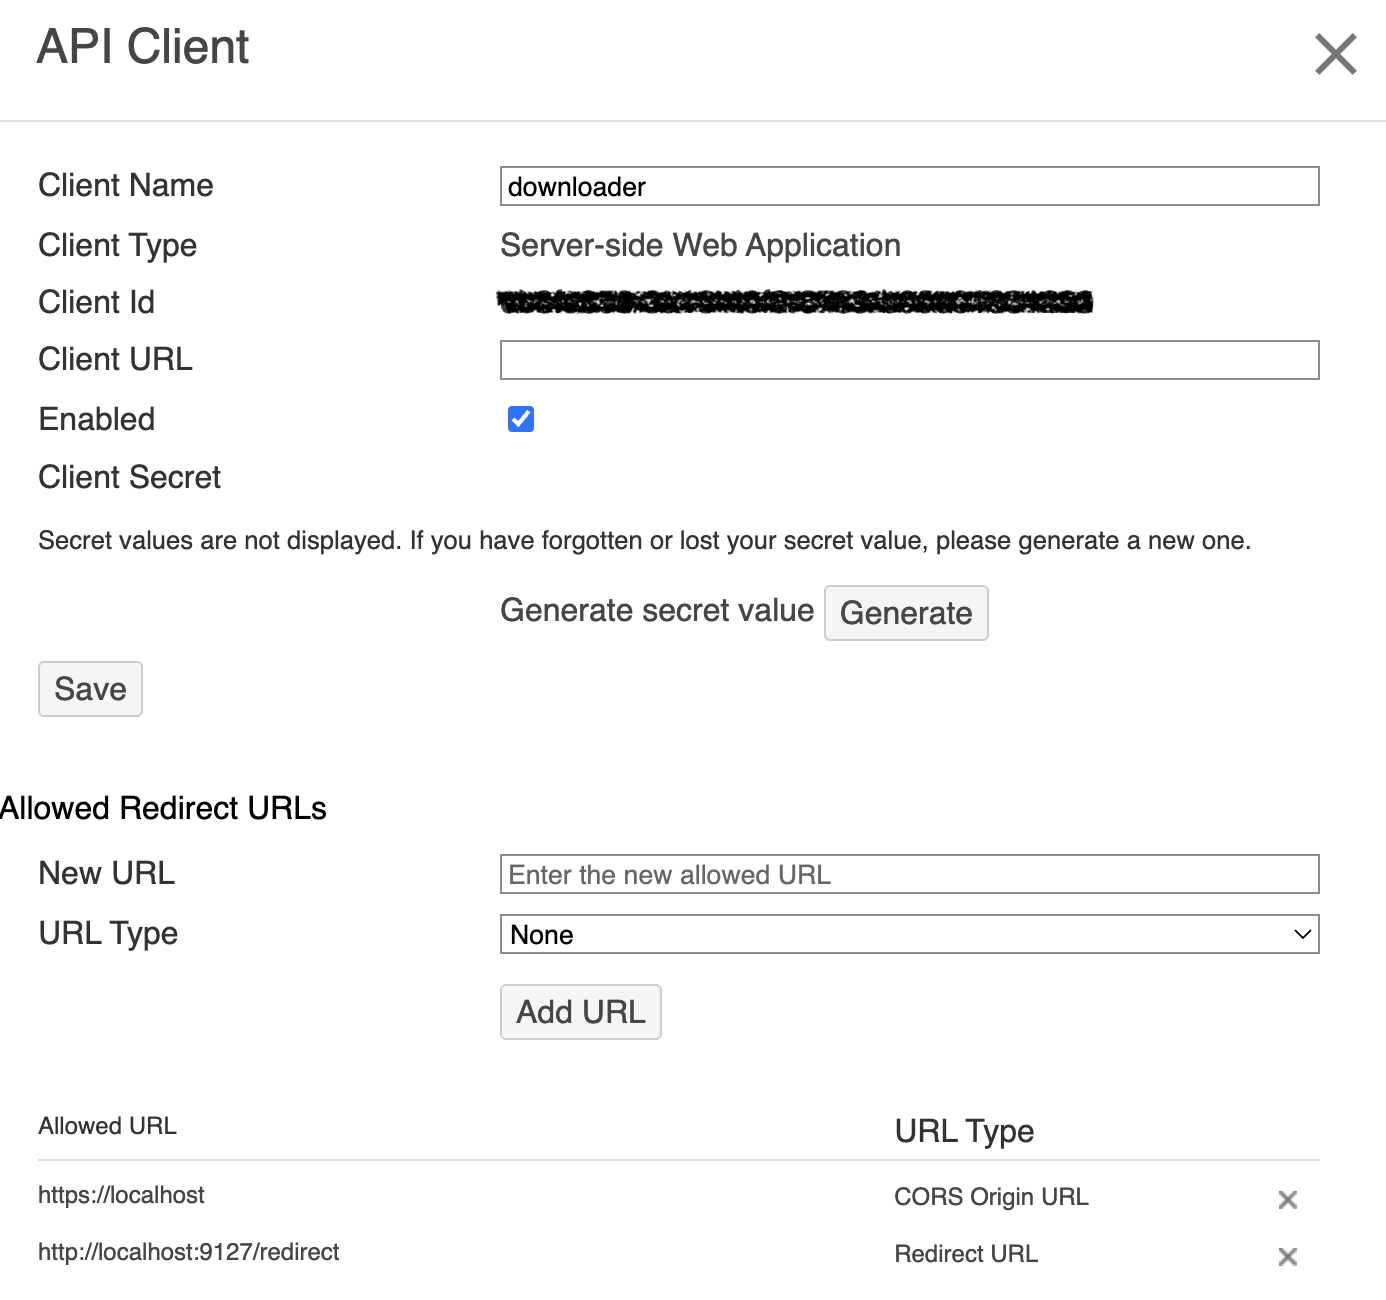 API Client
Client Name downloader
Client Type Server-side Web Application
Client Id
Client URL
Enabled
Client Secret
Secret values are not displayed. If you have forgotten or lost your secret value, please generate a new one.
Generate secret value Generate
Save
Allowed Redirect URLs
New URL Enter the new allowed URL
URL Type None
Add URL
Allowed URL URL Type
https://localhost CORS Origin URL
http://localhost:9127/redirect Redirect URL